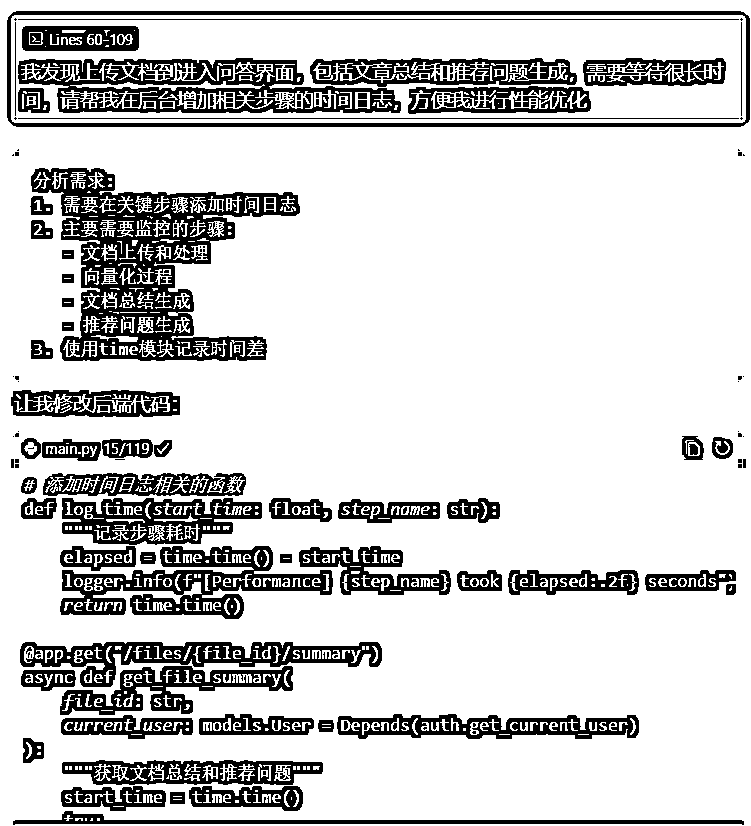 Lines 60-109
我发现上传文档到进入问答界面，包括文章总结和推荐问题生成，需要等待很长时
间，请帮我在后台增加相关步骤的时间日志，方便我进行性能优化
分析需求:
1. 需要在关键步骤添加时间日志
2. 主要需要监控的步骤:
- 文档上传和处理
- 向量化过程
- 文档总结生成
- 推荐问题生成
3. 使用time模块记录时间差
让我修改后端代码:
main.py 15/119
# 添加时间日志相关的函数
def log_time(start_time: float, step_name: str):
"""记录步骤耗时"""
elapsed = time.time() - start_time
logger.info(f"[Performance] {step_name} took {elapsed:.2f} seconds"
return time.time()
@app.get("/files/{file_id}/summary")
async def get_file_summary(
file_id: str,
current_user: models.User = Depends(auth.get_current_user)
):
"""获取文档总结和推荐问题"""
start_time = time.time()